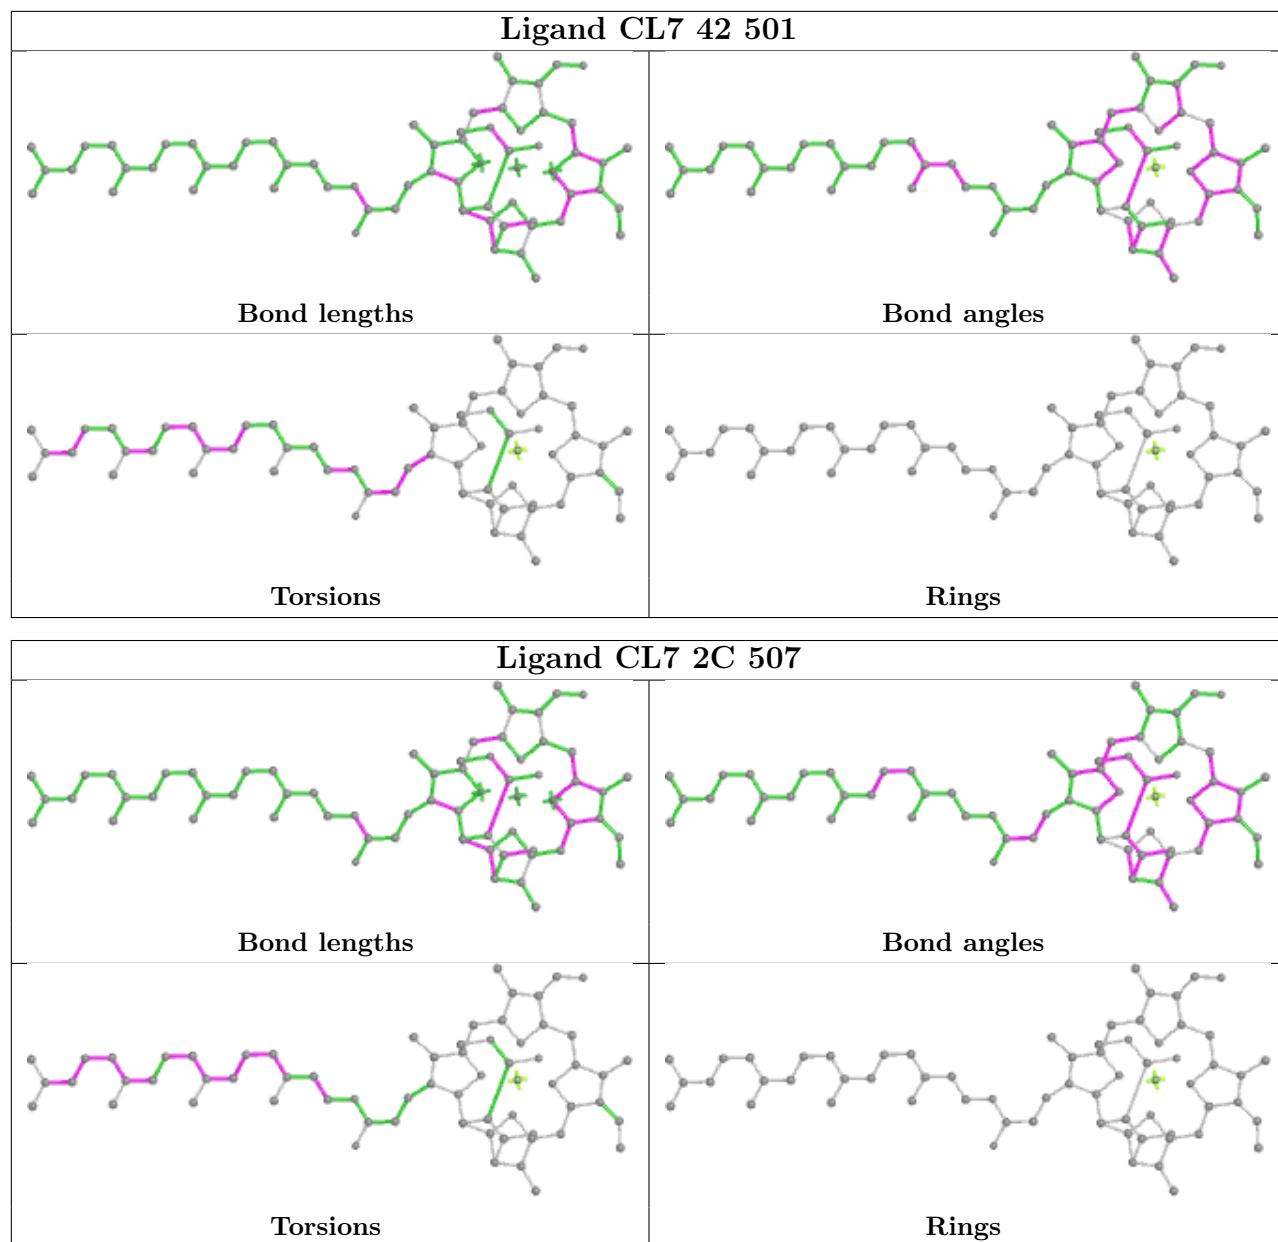 Ligand CL7 42 501
Bond lengths
Bond angles
Torsions
Rings
Ligand CL7 2C 507
Bond lengths
Bond angles
Torsions
Rings